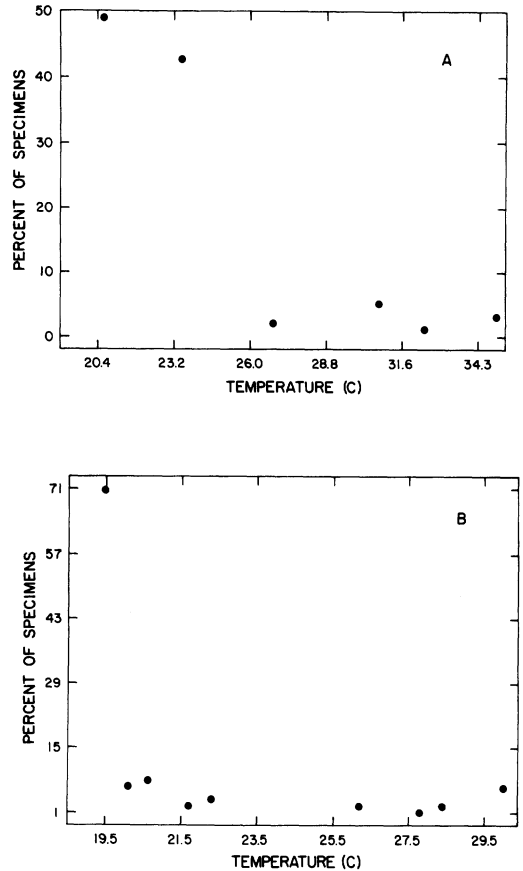 50
40
30
20
10
0
PERCENT OF SPECIMENS
A
20.4 23.2 26.0 28.8 31.6 34.3
TEMPERATURE (C)
71
57
43
29
15
1
PERCENT OF SPECIMENS
B
19.5 21.5 23.5 25.5 27.5 29.5
TEMPERATURE (C)